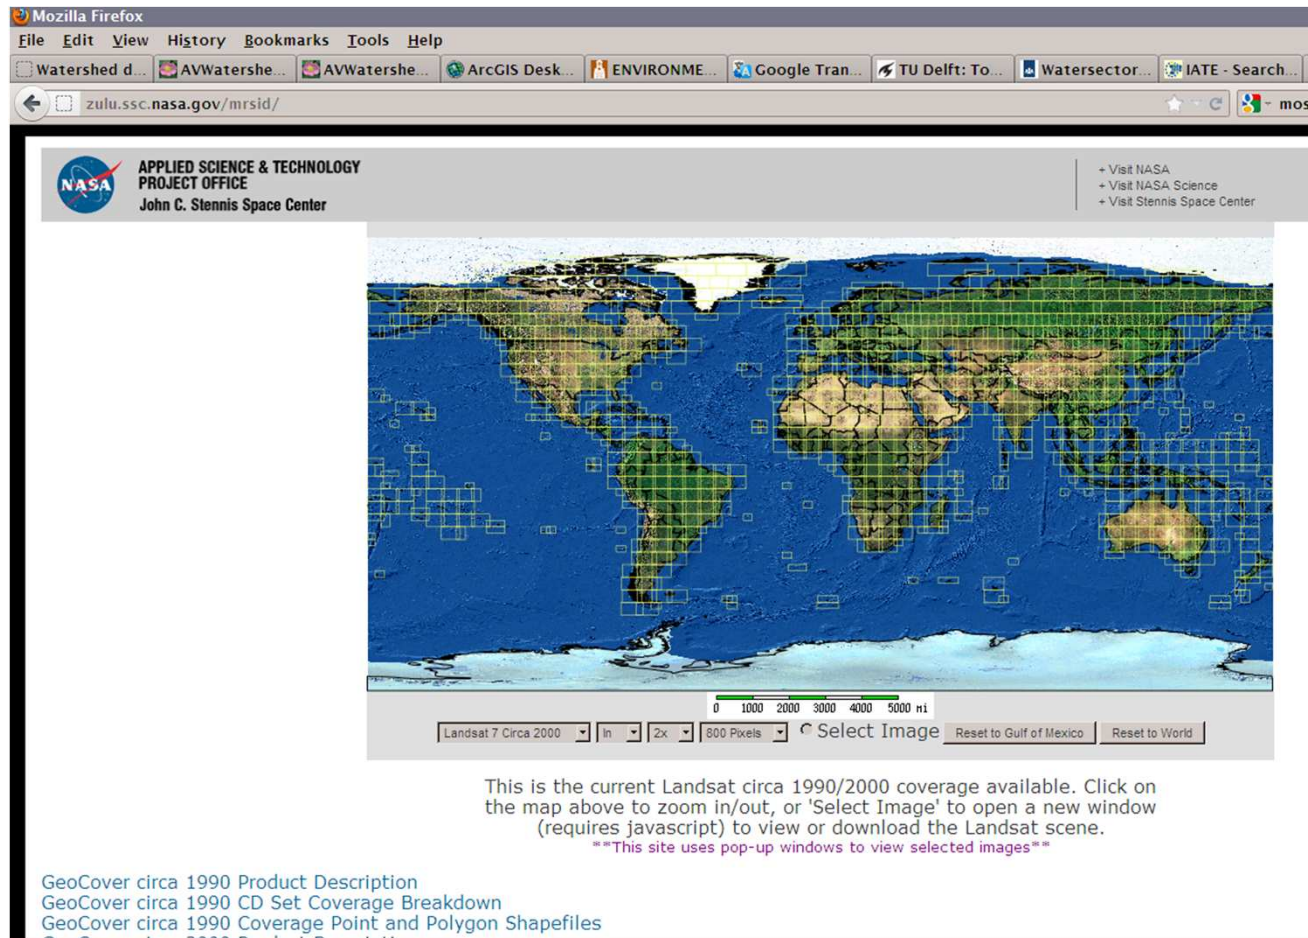 Mozilla Firefox
File Edit View History Bookmarks Tools Help
Watershed d... AVWatershe... AVWatershe... ArcGIS Desk... ENVIRONME... Google Tran... TU Delft: To... Watersector... IATE - Search...
zulu.ssc.nasa.gov/mrsid/ mos
NASA
APPLIED SCIENCE & TECHNOLOGY
PROJECT OFFICE
John C. Stennis Space Center
+ Visit NASA
+ Visit NASA Science
+ Visit Stennis Space Center
0 1000 2000 3000 4000 5000 mi
Landsat 7 Circa 2000 In 2x 800 Pixels Select Image Reset to Gulf of Mexico Reset to World
This is the current Landsat circa 1990/2000 coverage available. Click on
the map above to zoom in/out, or 'Select Image' to open a new window
(requires javascript) to view or download the Landsat scene.
**This site uses pop-up windows to view selected images**
GeoCover circa 1990 Product Description
GeoCover circa 1990 CD Set Coverage Breakdown
GeoCover circa 1990 Coverage Point and Polygon Shapefiles